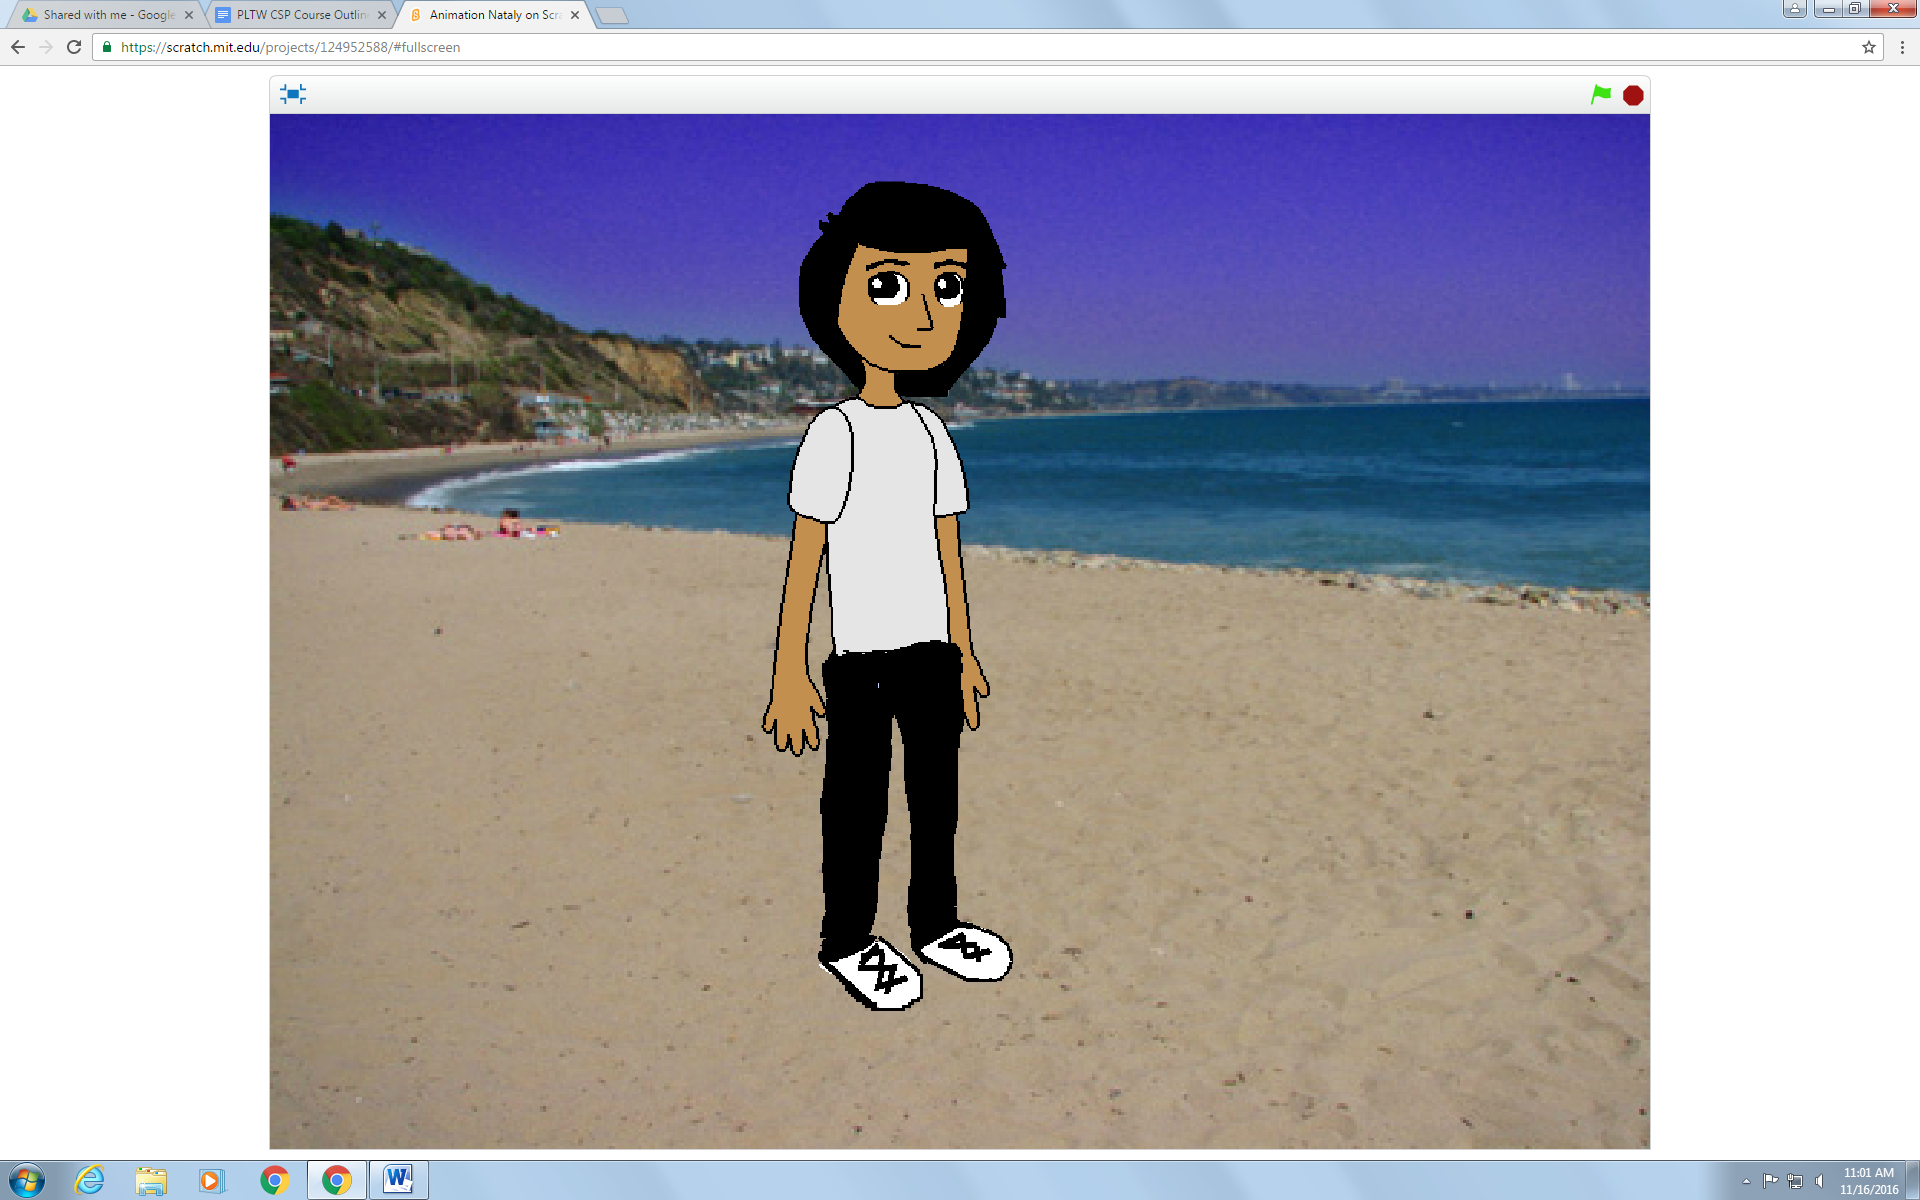 Shared with me - Google
PLTW CSP Course Outlin
Animation Nataly on Scra
https://scratch.mit.edu/projects/124952588/#fullscreen
W
11:01 AM
11/16/2016